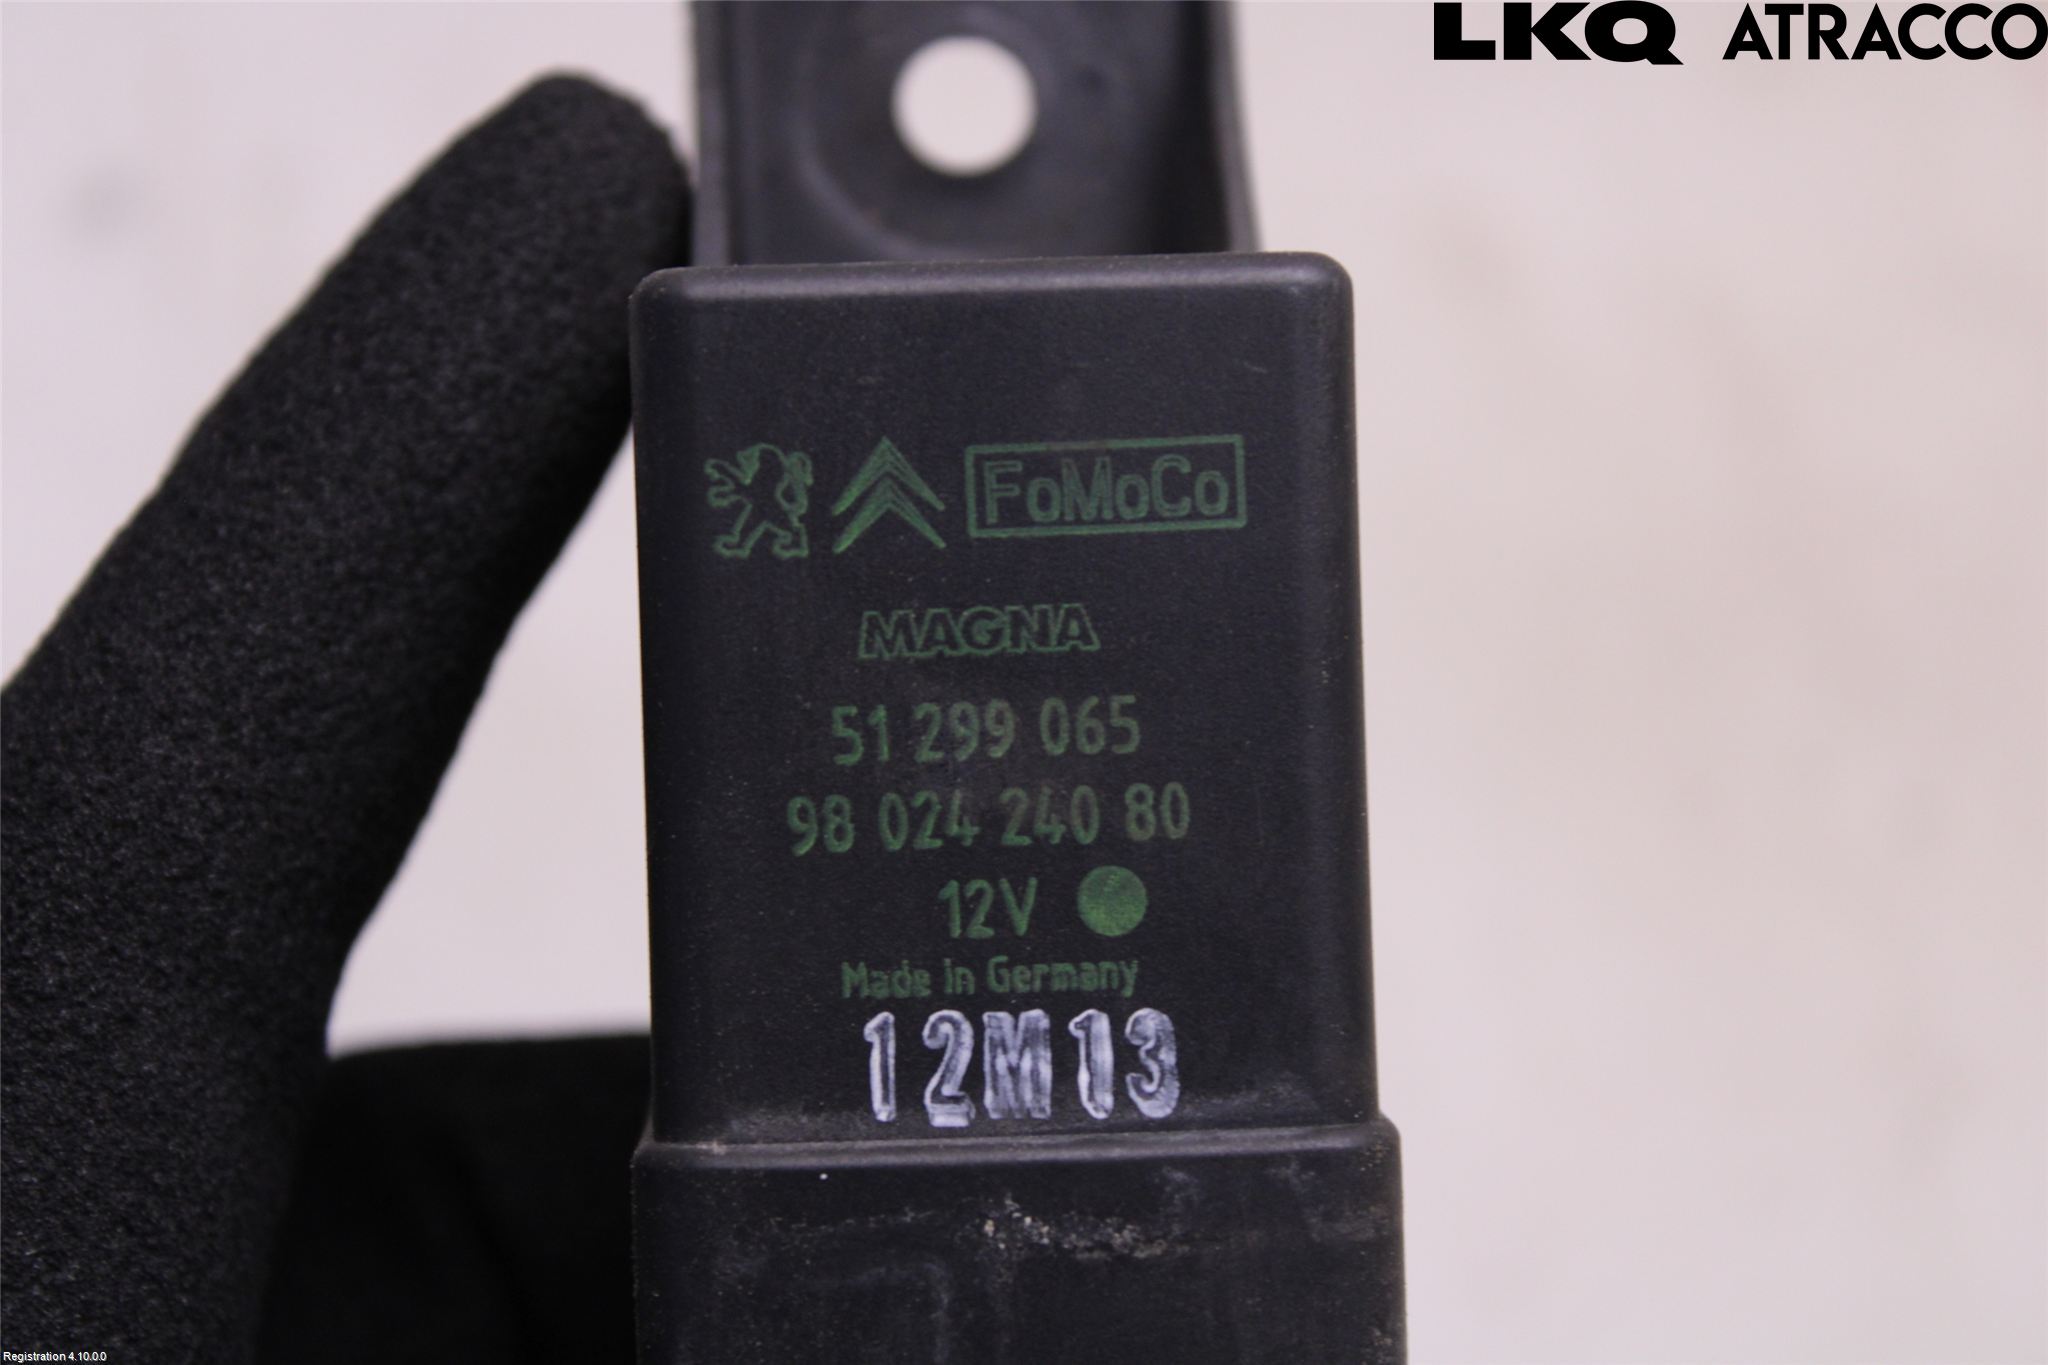 LKQ ATRACCO
FoMoCo
MAGNA
51 299 065
98 024 240 80
12V
Made in Germany
12M13
Registration 4.10.0.0